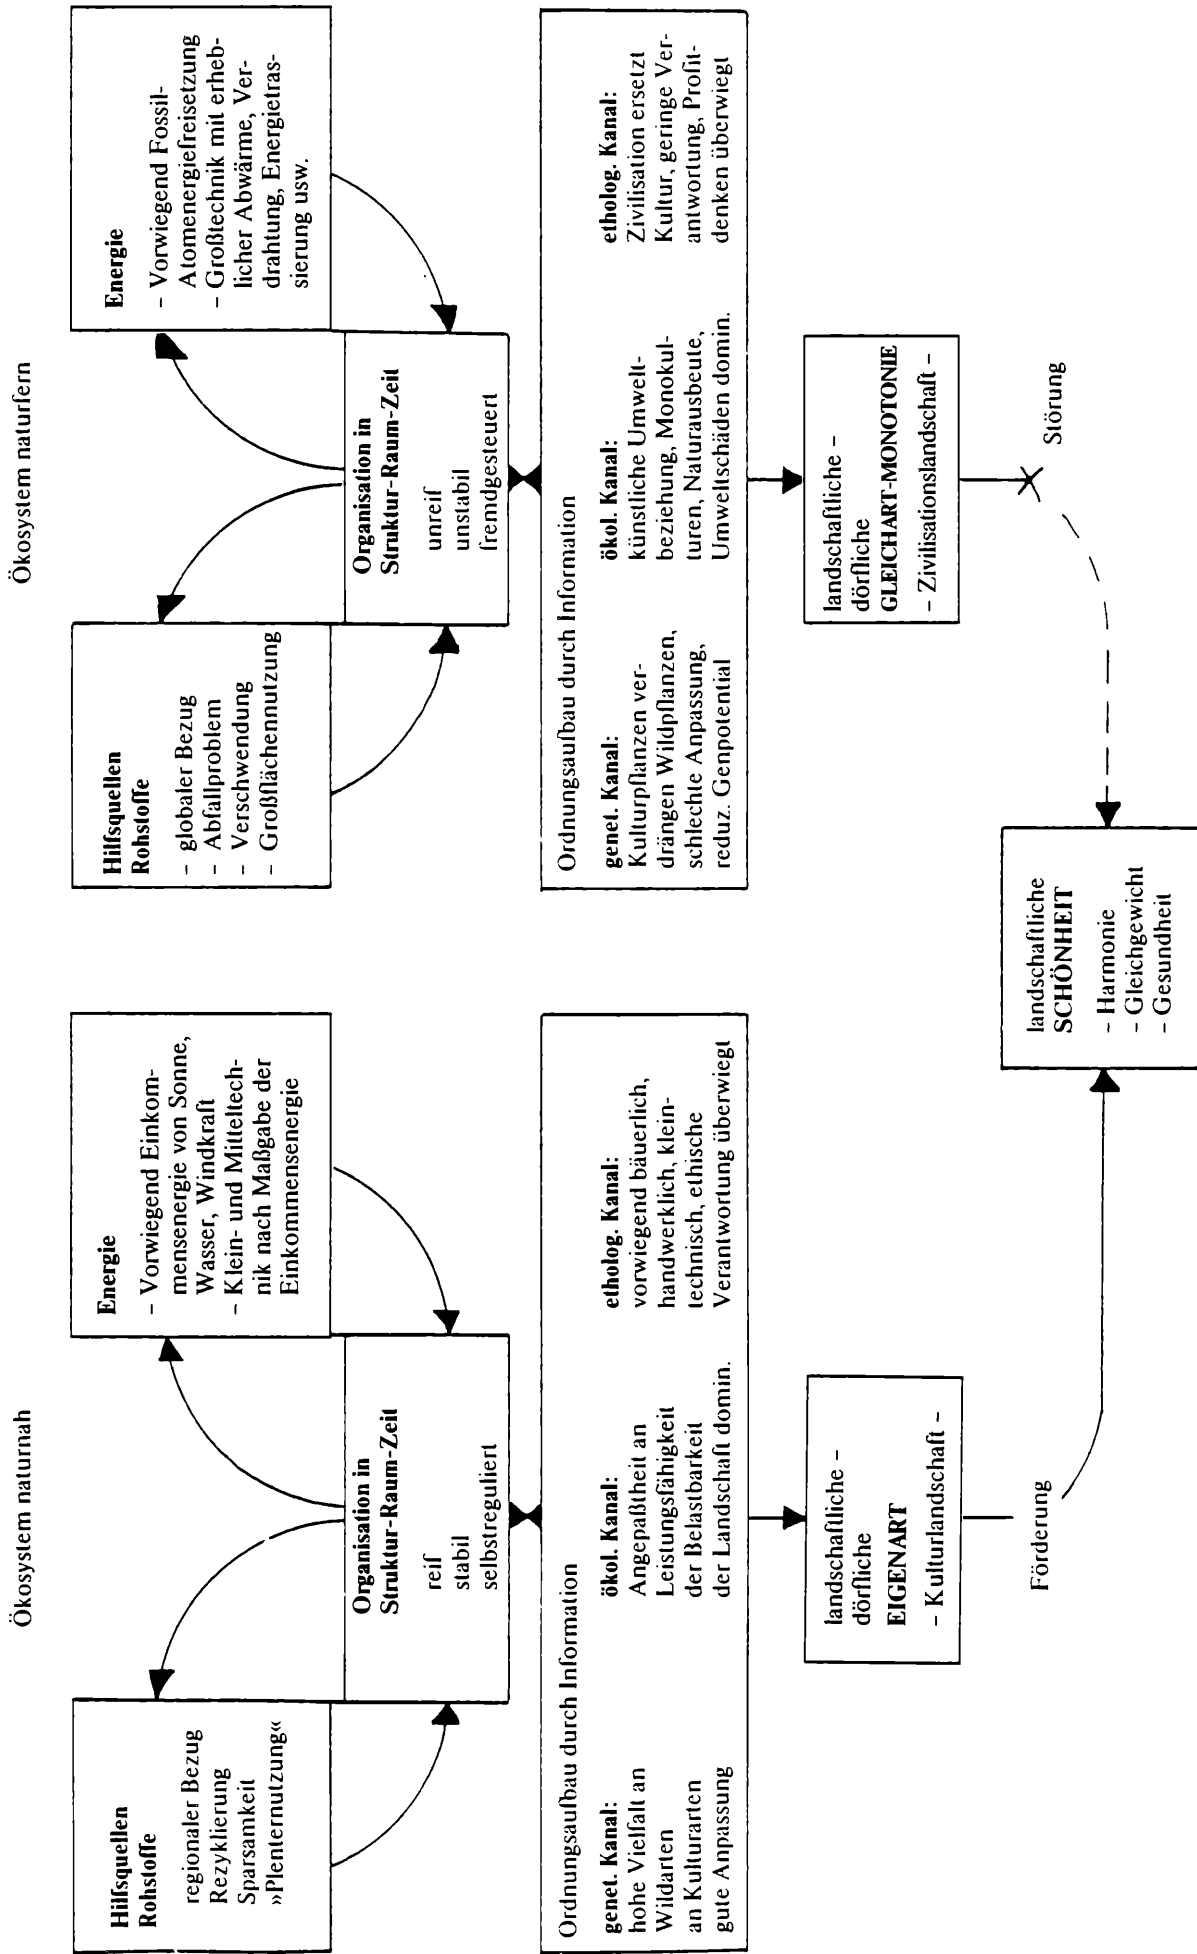 Ökosystem naturnah
Hilfsquellen
Rohstoffe
regionaler Bezug
Rezyklierung
Sparsamkeit
»Plenternutzung«
Energie
- Vorwiegend Einkom-
mensenergie von Sonne,
Wasser, Windkraft
- Klein- und Mitteltech-
nik nach Maßgabe der
Einkommensenergie
Organisation in
Struktur-Raum-Zeit
reif
stabil
selbstreguliert
Ordnungsaufbau durch Information
genet. Kanal:
hohe Vielfalt an
Wildarten
an Kulturarten
gute Anpassung
ökol. Kanal:
Angepaßtheit an
Leistungsfähigkeit
der Belastbarkeit
der Landschaft domin.
etholog. Kanal:
vorwiegend bäuerlich,
handwerklich, klein-
technisch, ethische
Verantwortung überwiegt
landschaftliche -
dörfliche
EIGENART
- Kulturlandschaft -
Förderung
Ökosystem naturfern
Hilfsquellen
Rohstoffe
- globaler Bezug
- Abfallproblem
- Verschwendung
- Großflächennutzung
Energie
- Vorwiegend Fossil-
Atomenergiefreisetzung
- Großtechnik mit erheb-
licher Abwärme, Ver-
drahtung, Energietras-
sierung usw.
Organisation in
Struktur-Raum-Zeit
unreif
unstabil
fremdgesteuert
Ordnungsaufbau durch Information
genet. Kanal:
Kulturpflanzen ver-
drängen Wildpflanzen,
schlechte Anpassung,
reduz. Genpotential
ökol. Kanal:
künstliche Umwelt-
beziehung, Monokul-
turen, Naturausbeute,
Umweltschäden domin.
etholog. Kanal:
Zivilisation ersetzt
Kultur, geringe Ver-
antwortung, Profit-
denken überwiegt
landschaftliche -
dörfliche
GLEICHART-MONOTONIE
- Zivilisationslandschaft -
Störung
landschaftliche
SCHÖNHEIT
- Harmonie
- Gleichgewicht
- Gesundheit